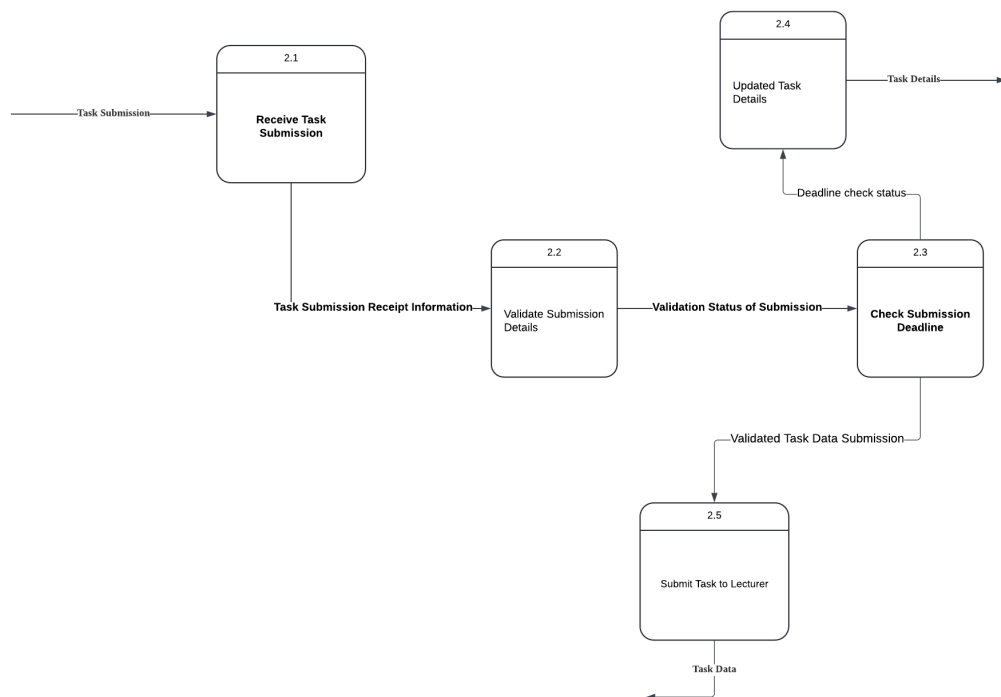 2.4
Updated Task
Details
Task Details
2.1
Receive Task
Submission
Task Submission
Deadline check status
2.2
Validate Submission
Details
Task Submission Receipt Information
Validation Status of Submission
2.3
Check Submission
Deadline
Validated Task Data Submission
2.5
Submit Task to Lecturer
Task Data